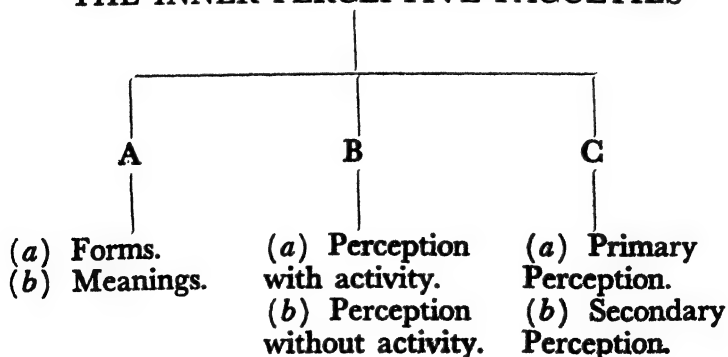 THE INNER PERCEPTIVE FACULTIES
A
B
C
(a) Forms.
(b) Meanings.
(a) Perception
with activity.
(b) Perception
without activity.
(a) Primary
Perception.
(b) Secondary
Perception.